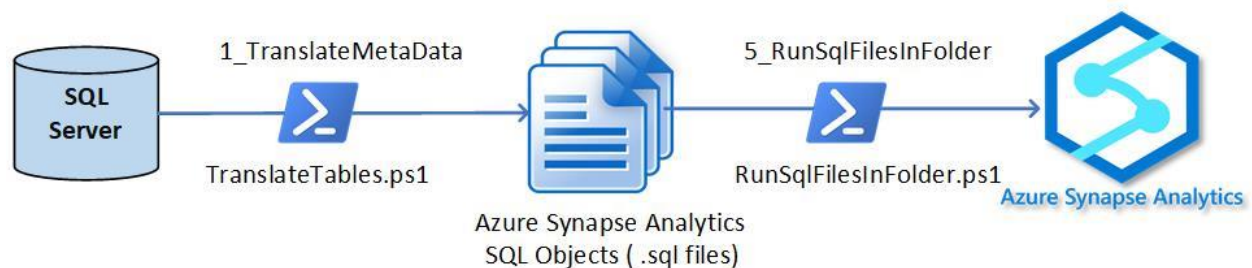 SQL
Server
1_TranslateMetaData
TranslateTables.ps1
Azure Synapse Analytics
SQL Objects ( .sql files)
5_RunSqlFilesInFolder
RunSqlFilesInFolder.ps1
Azure Synapse Analytics